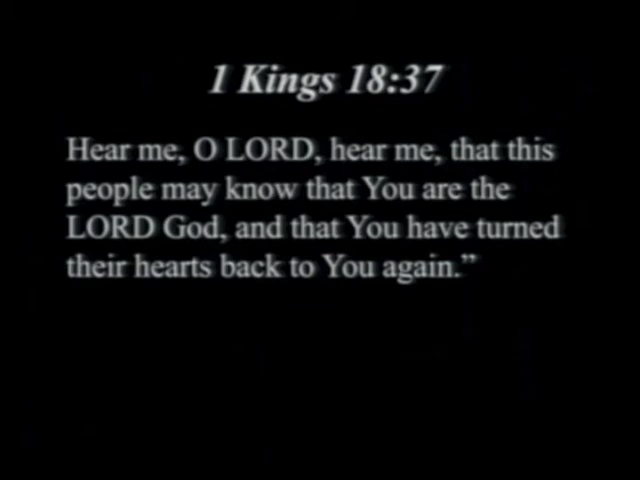 1 Kings 18:37
Hear me, O LORD, hear me, that this
people may know that You are the
LORD God, and that You have turned
their hearts back to You again.”